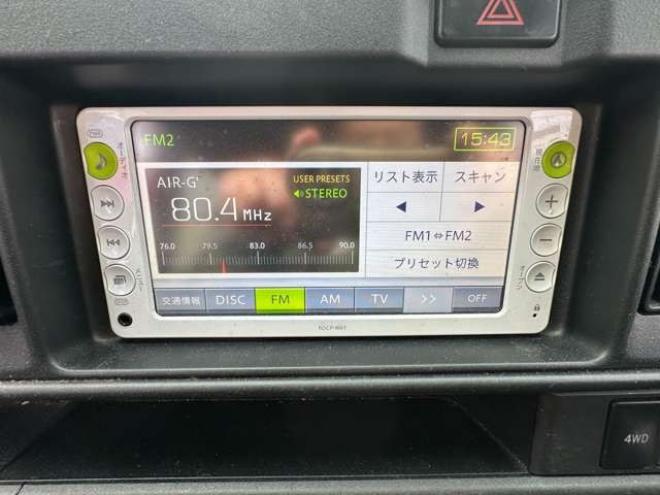 FM2
15:43
AIR-G'
USER PRESETS
STEREO
80.4 MHz
76.0 79.5 83.0 86.5 90.0
リスト表示 スキャン
FM1⇔FM2
プリセット切換
交通情報 DISC FM AM TV >> OFF
4WD